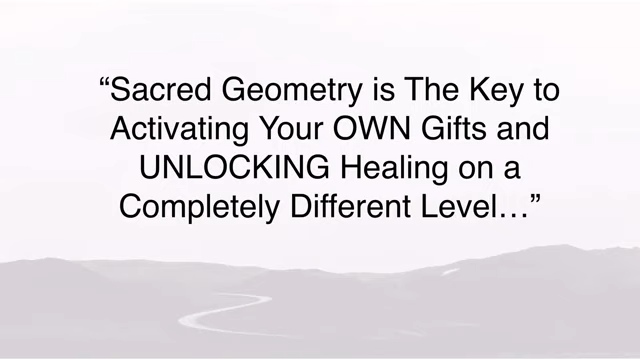 “Sacred Geometry is The Key to
Activating Your OWN Gifts and
UNLOCKING Healing on a
Completely Different Level…”